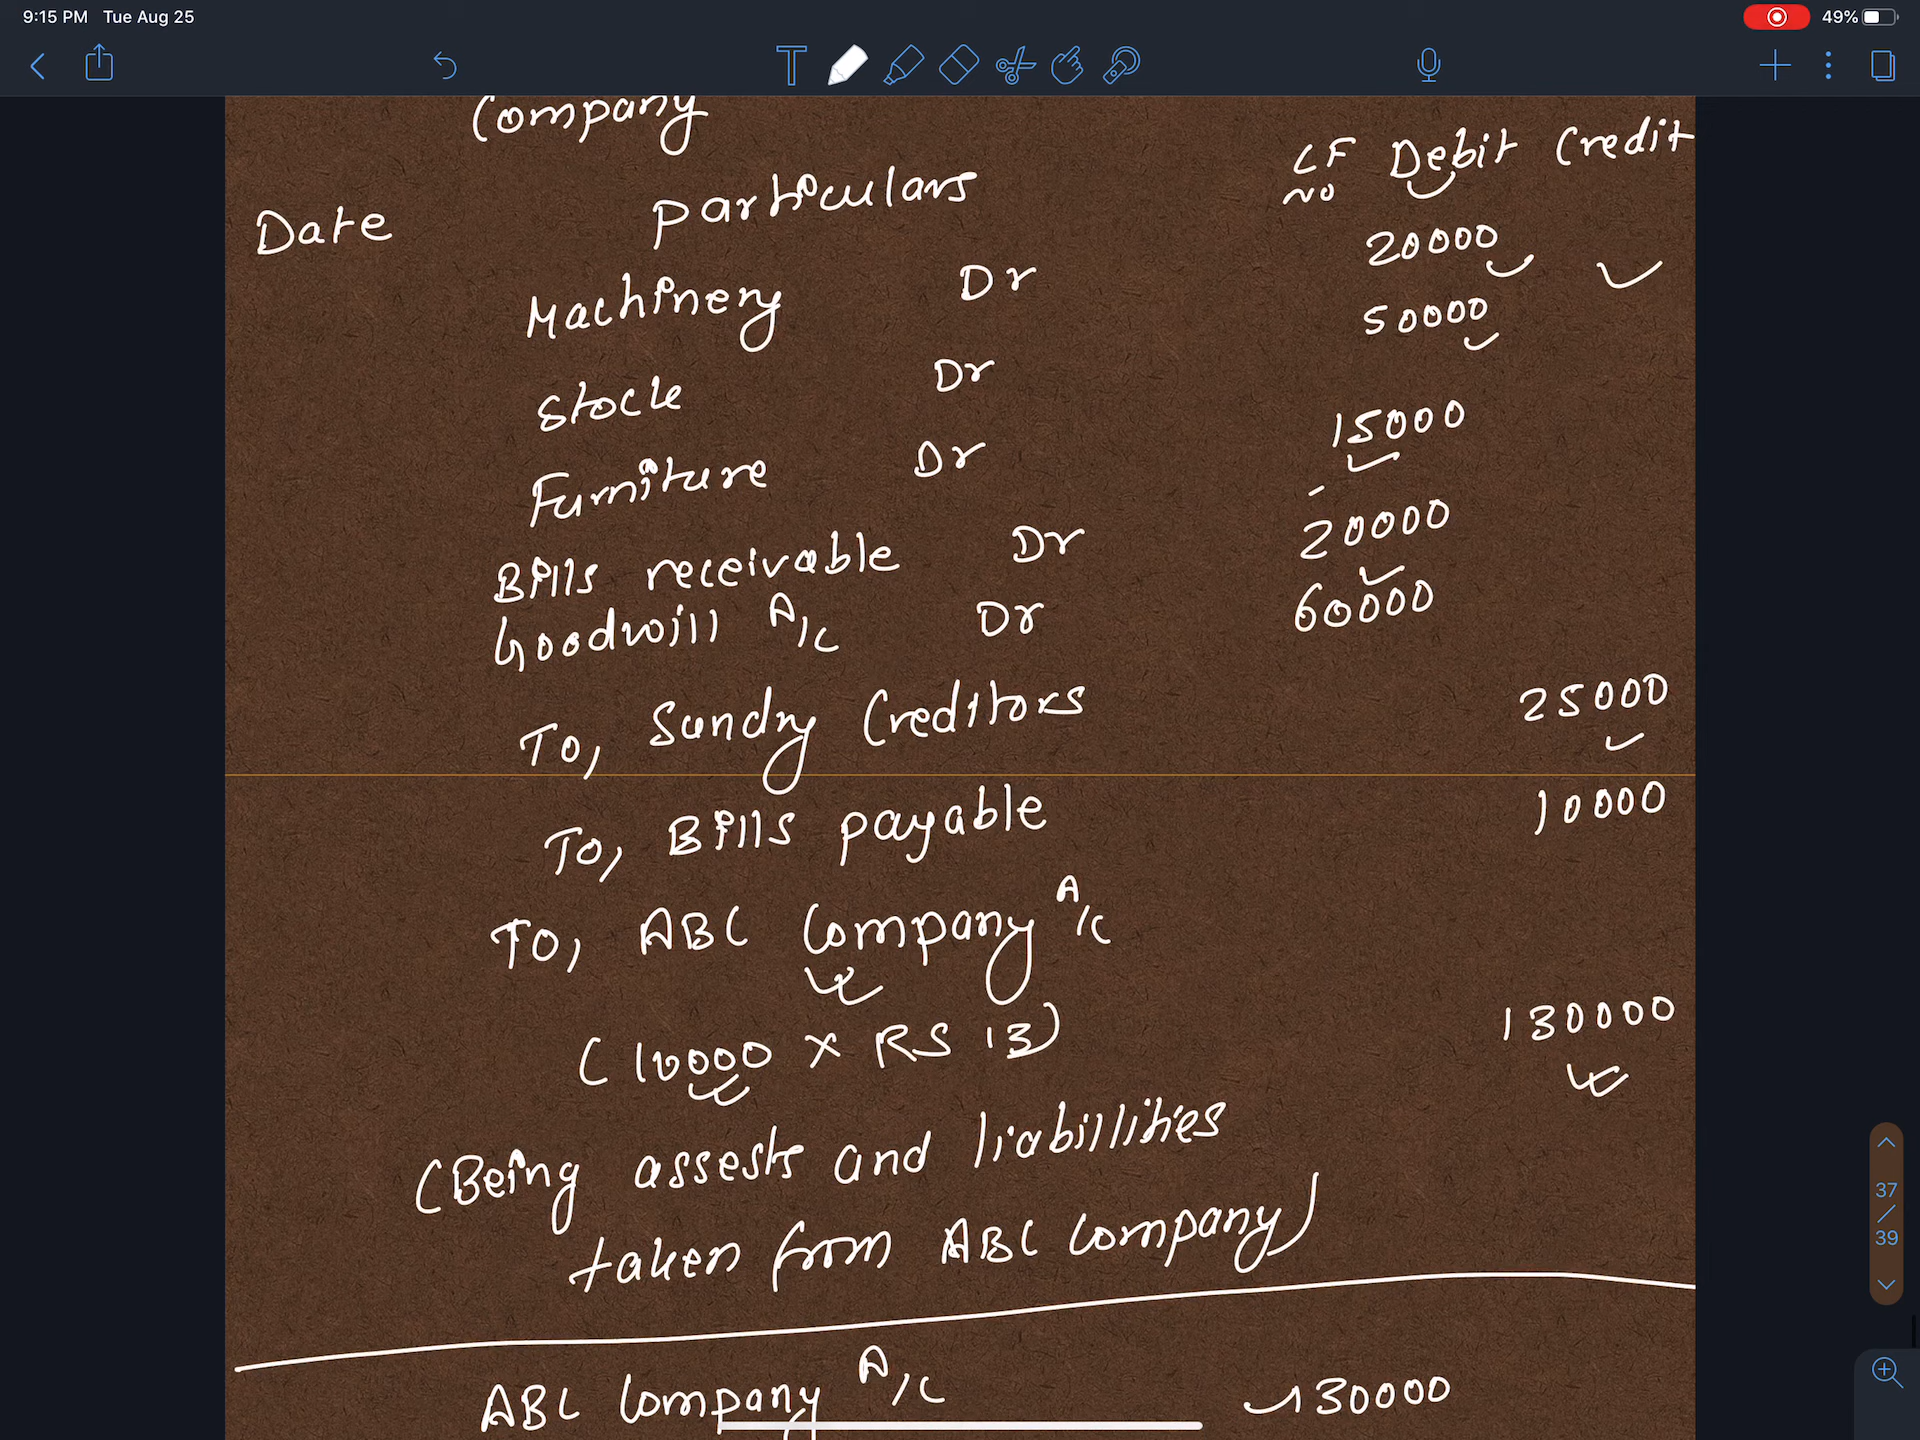 9:15 PM Tue Aug 25
49%
Company
LF Debit Credit
No
Date Particulars
20000
Machinery Dr
50000
Stock Dr
15000
Furniture Dr
20000
Bills receivable Dr
60000
Goodwill A/c Dr
To, Sundry Creditors 25000
To, Bills payable 10000
To, ABC Company A/c
(10000 X RS 13) 130000
(Being assests and liabillities
taken from ABC Company)
37
/
39
ABC Company A/c 130000